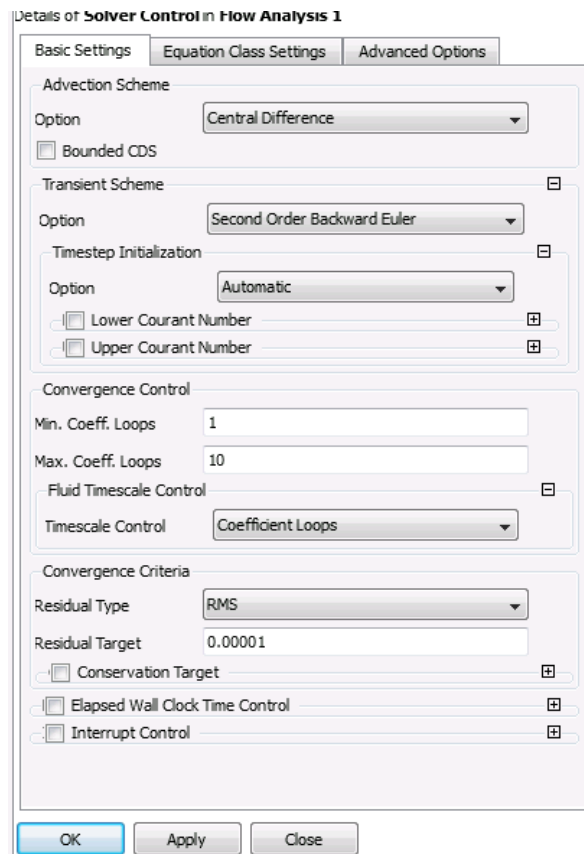 Details of Solver Control in Flow Analysis 1
Basic Settings Equation Class Settings Advanced Options
Advection Scheme
Option Central Difference
Bounded CDS
Transient Scheme
Option Second Order Backward Euler
Timestep Initialization
Option Automatic
Lower Courant Number
Upper Courant Number
Convergence Control
Min. Coeff. Loops 1
Max. Coeff. Loops 10
Fluid Timescale Control
Timescale Control Coefficient Loops
Convergence Criteria
Residual Type RMS
Residual Target 0.00001
Conservation Target
Elapsed Wall Clock Time Control
Interrupt Control
OK Apply Close